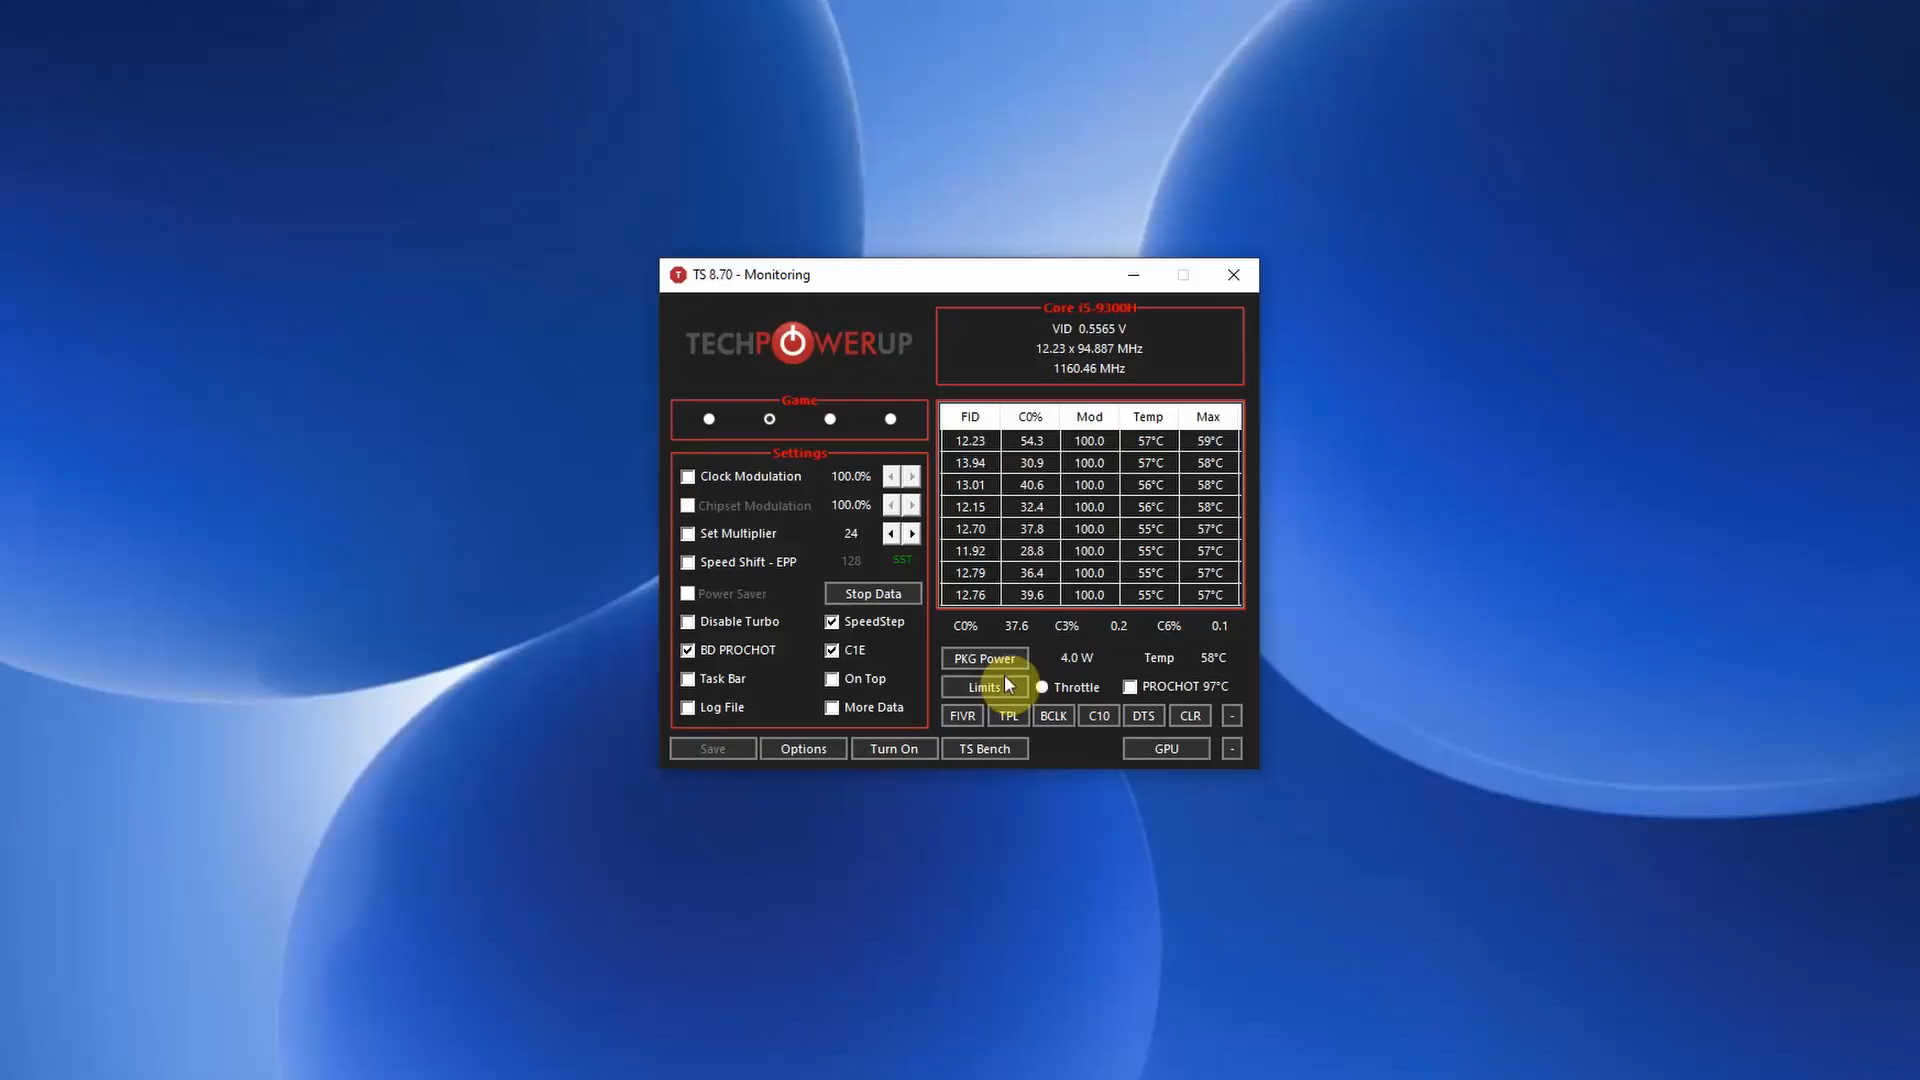 TS 8.70 - Monitoring
TECHPOWERUP
Core i5-9300H
VID 0.5565 V
12.23 x 94.887 MHz
1160.46 MHz
Game
Settings
Clock Modulation 100.0%
Chipset Modulation 100.0%
Set Multiplier 24
Speed Shift - EPP 128 SST
Power Saver Stop Data
Disable Turbo SpeedStep
BD PROCHOT C1E
Task Bar On Top
Log File More Data
FID C0% Mod Temp Max
12.23 54.3 100.0 57°C 59°C
13.94 30.9 100.0 57°C 58°C
13.01 40.6 100.0 56°C 58°C
12.15 32.4 100.0 56°C 58°C
12.70 37.8 100.0 55°C 57°C
11.92 28.8 100.0 55°C 57°C
12.79 36.4 100.0 55°C 57°C
12.76 39.6 100.0 55°C 57°C
C0% 37.6 C3% 0.2 C6% 0.1
PKG Power 4.0 W Temp 58°C
Limits Throttle PROCHOT 97°C
FIVR TPL BCLK C10 DTS CLR -
Save Options Turn On TS Bench GPU -